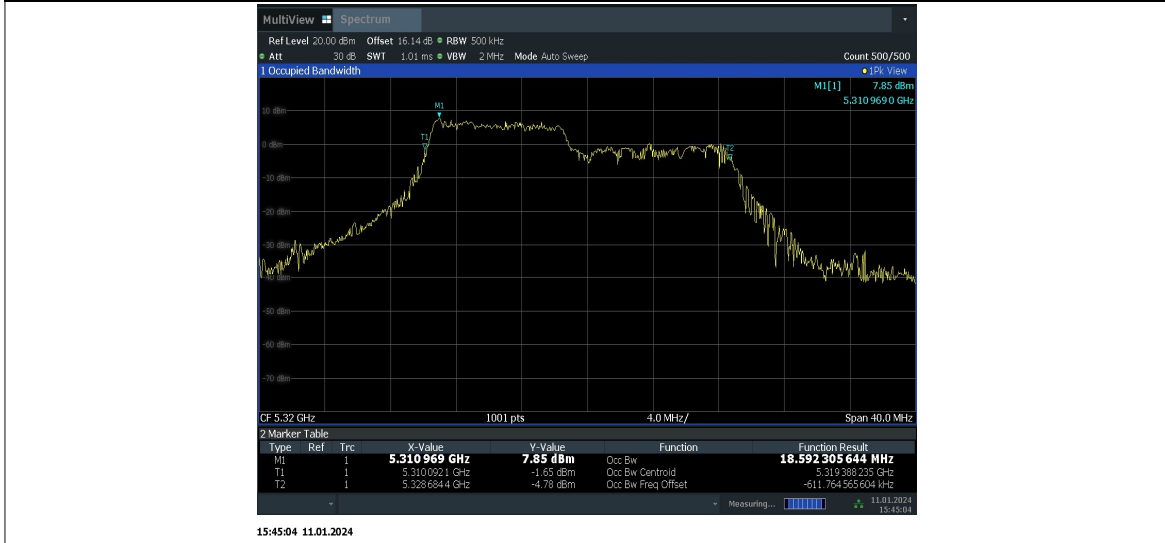 MultiView Spectrum
Ref Level 20.00 dBm Offset 16.14 dB RBW 500 kHz
Att 30 dB SWT 1.01 ms VBW 2 MHz Mode Auto Sweep Count 500/500
1 Occupied Bandwidth 1Pk View
M1[1] 7.85 dBm
5.310 969 0 GHz
M1
10 dBm
T1
0 dBm
T2
-10 dBm
-20 dBm
-30 dBm
-40 dBm
-50 dBm
-60 dBm
-70 dBm
CF 5.32 GHz 1001 pts 4.0 MHz/ Span 40.0 MHz
2 Marker Table
Type Ref Trc X-Value Y-Value Function Function Result
M1 1 5.310 969 GHz 7.85 dBm Occ Bw 18.592 305 644 MHz
T1 1 5.310 092 1 GHz -1.65 dBm Occ Bw Centroid 5.319 388 235 GHz
T2 1 5.328 684 4 GHz -4.78 dBm Occ Bw Freq Offset -611.764 565 604 kHz
Measuring... 11.01.2024
15:45:04
15:45:04 11.01.2024